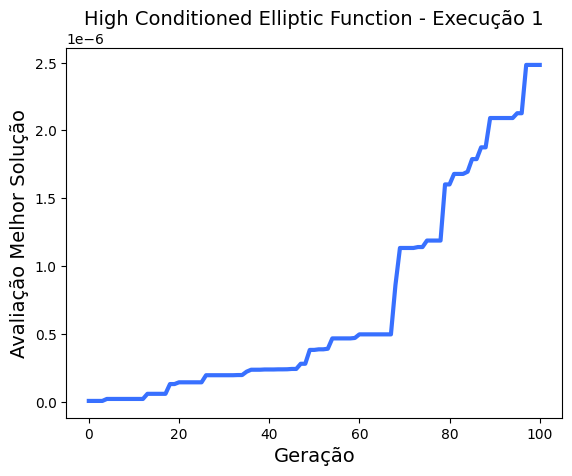 High Conditioned Elliptic Function - Execução 1
1e−6
2.5
2.0
1.5
1.0
0.5
0.0
Avaliação Melhor Solução
0 20 40 60 80 100
Geração